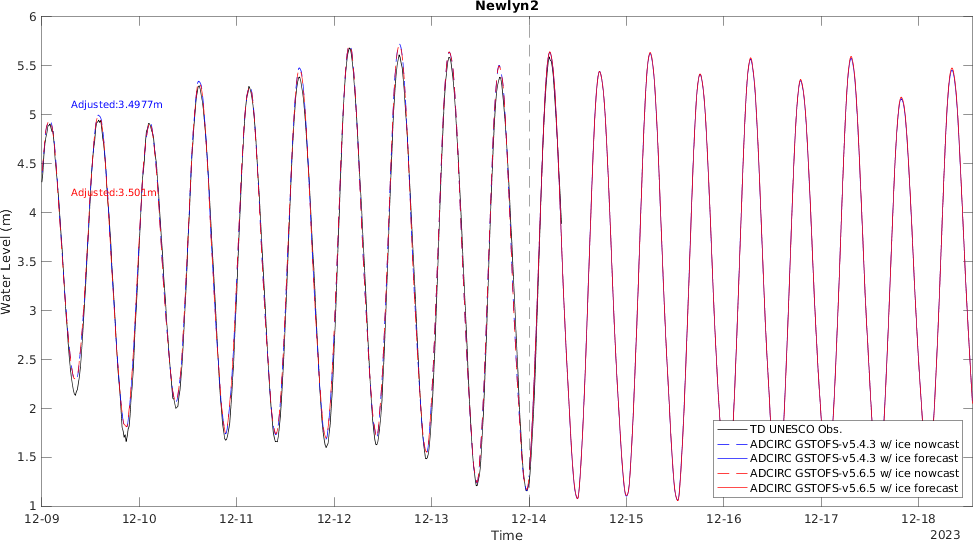 Newlyn2
6
5.5
5
4.5
4
3.5
3
2.5
2
1.5
1
Water Level (m)
Adjusted:3.4977m
Adjusted:3.501m
TD UNESCO Obs.
ADCIRC GSTOFS-v5.4.3 w/ ice nowcast
ADCIRC GSTOFS-v5.4.3 w/ ice forecast
ADCIRC GSTOFS-v5.6.5 w/ ice nowcast
ADCIRC GSTOFS-v5.6.5 w/ ice forecast
12-09 12-10 12-11 12-12 12-13 12-14 12-15 12-16 12-17 12-18
Time
2023